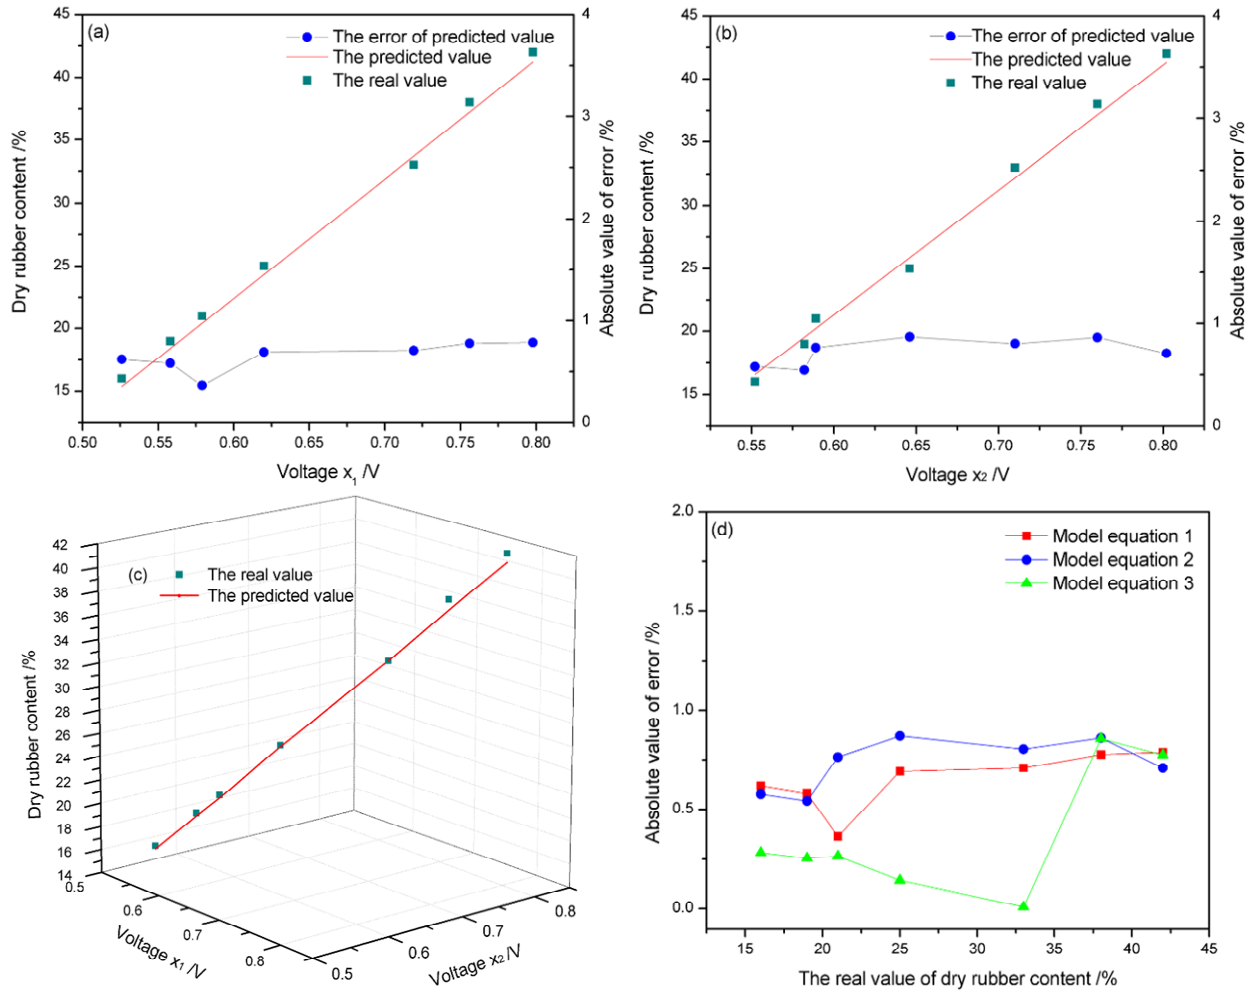 (a)
The error of predicted value
The predicted value
The real value
45
40
35
30
25
20
15
Dry rubber content /%
4
3
2
1
0
Absolute value of error /%
0.50 0.55 0.60 0.65 0.70 0.75 0.80
Voltage x1 /V
(b)
The error of predicted value
The predicted value
The real value
45
40
35
30
25
20
15
Dry rubber content /%
4
3
2
1
0
Absolute value of error /%
0.55 0.60 0.65 0.70 0.75 0.80
Voltage x2 /V
(c)
The real value
The predicted value
42
40
38
36
34
32
30
28
26
24
22
20
18
16
14
Dry rubber content /%
0.5 0.6 0.7 0.8
Voltage x1 /V
0.5 0.6 0.7 0.8
Voltage x2 /V
(d)
Model equation 1
Model equation 2
Model equation 3
2.0
1.5
1.0
0.5
0.0
Absolute value of error /%
15 20 25 30 35 40 45
The real value of dry rubber content /%